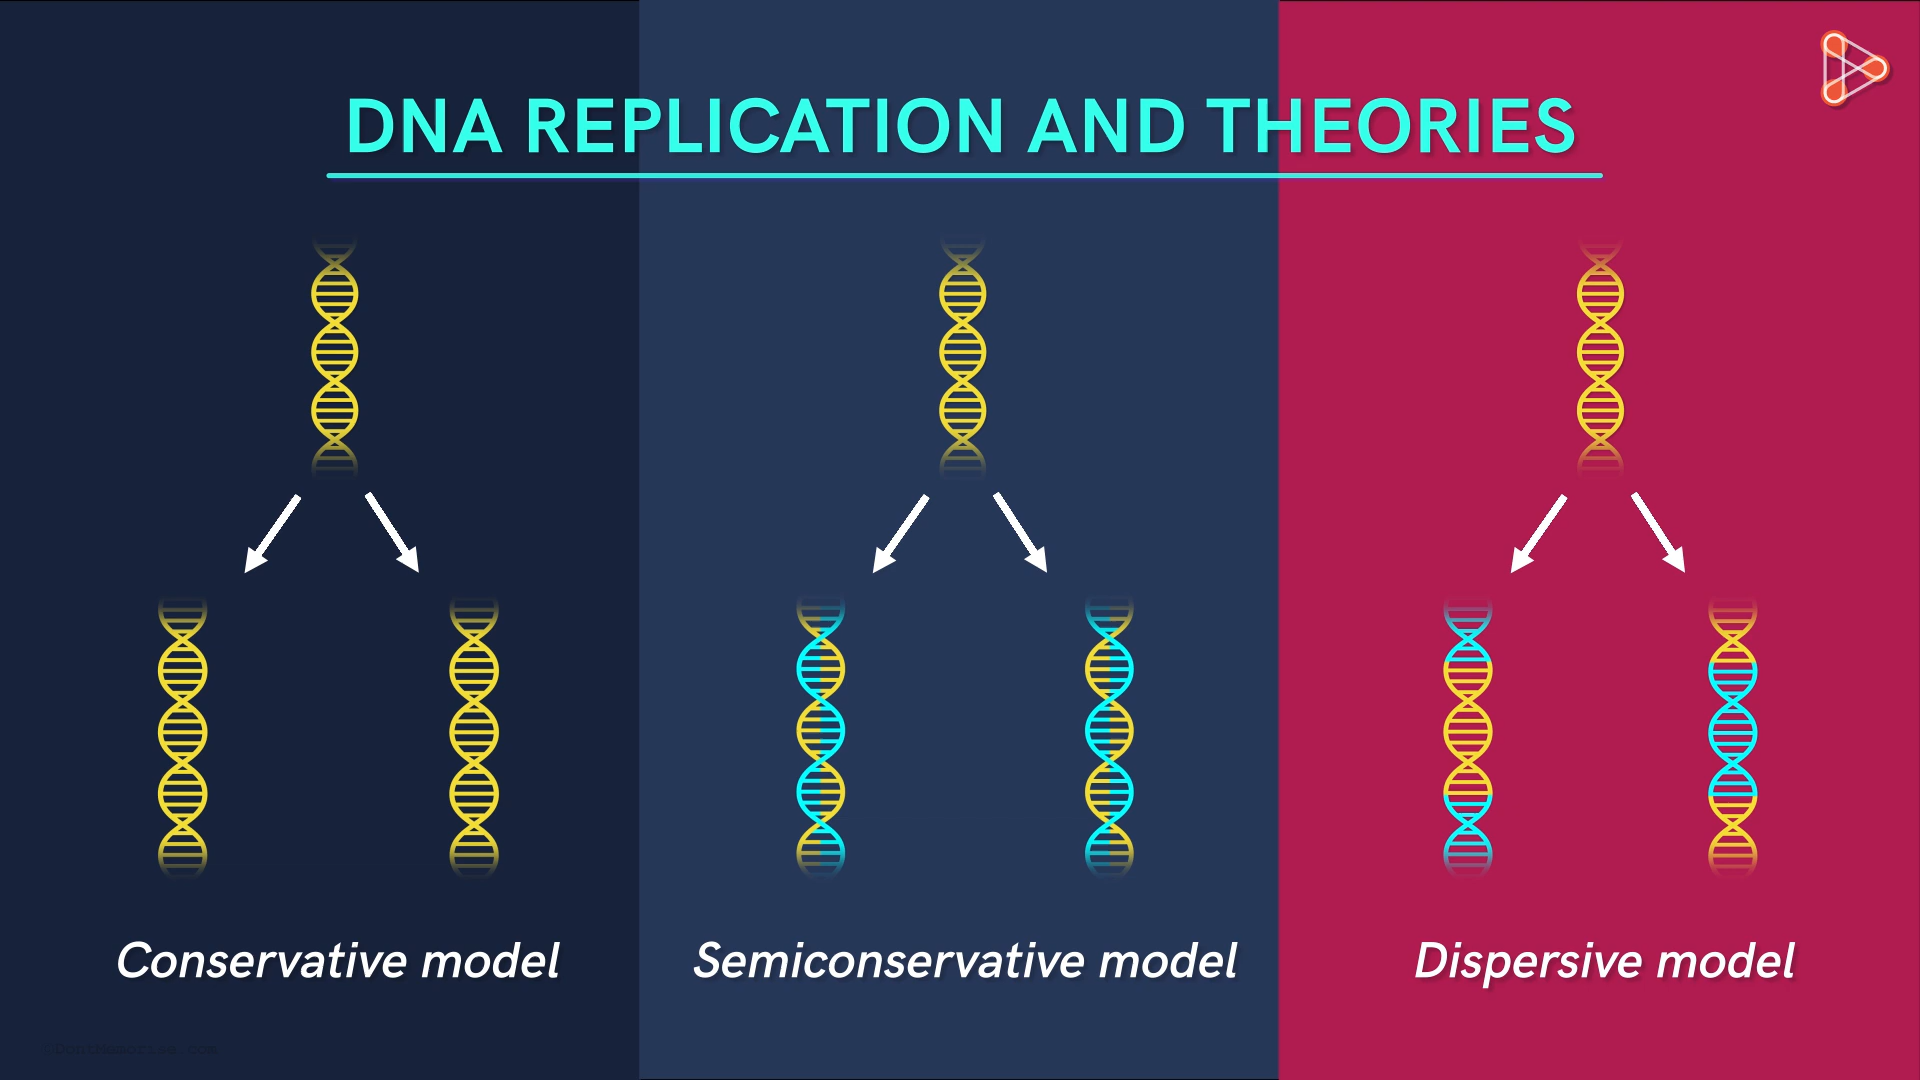 DNA REPLICATION AND THEORIES
Conservative model
Semiconservative model
Dispersive model